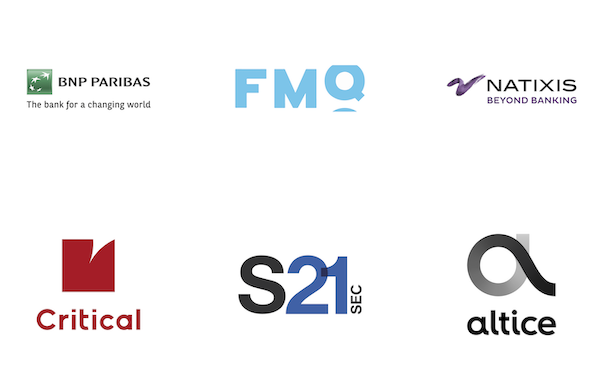 BNP PARIBAS
The bank for a changing world
FMQ
NATIXIS
BEYOND BANKING
Critical
S21
SEC
altice